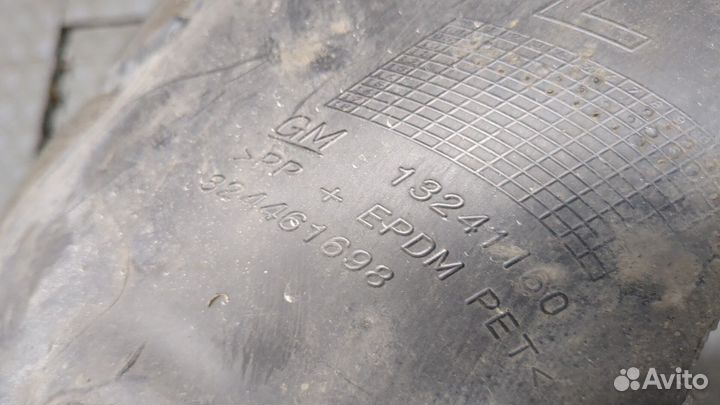 L
GM 13241160
>PP + EPDM PET<
324461698
Avito